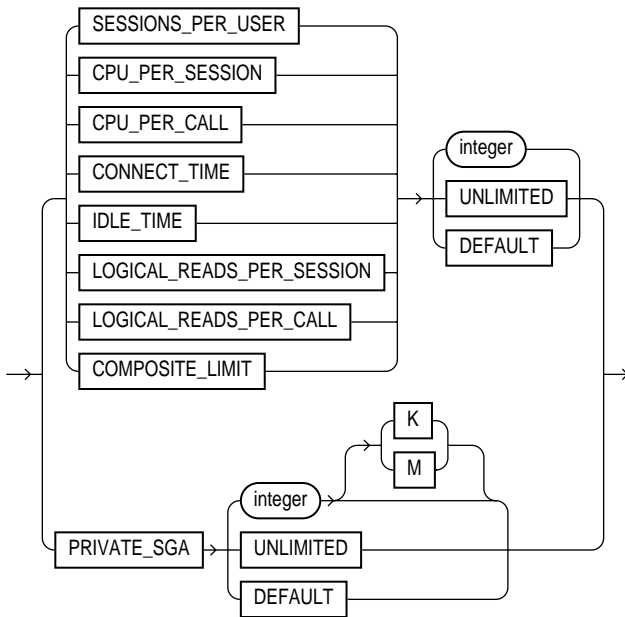 SESSIONS_PER_USER
CPU_PER_SESSION
CPU_PER_CALL
CONNECT_TIME
IDLE_TIME
LOGICAL_READS_PER_SESSION
LOGICAL_READS_PER_CALL
COMPOSITE_LIMIT
integer
UNLIMITED
DEFAULT
PRIVATE_SGA
integer
K
M
UNLIMITED
DEFAULT